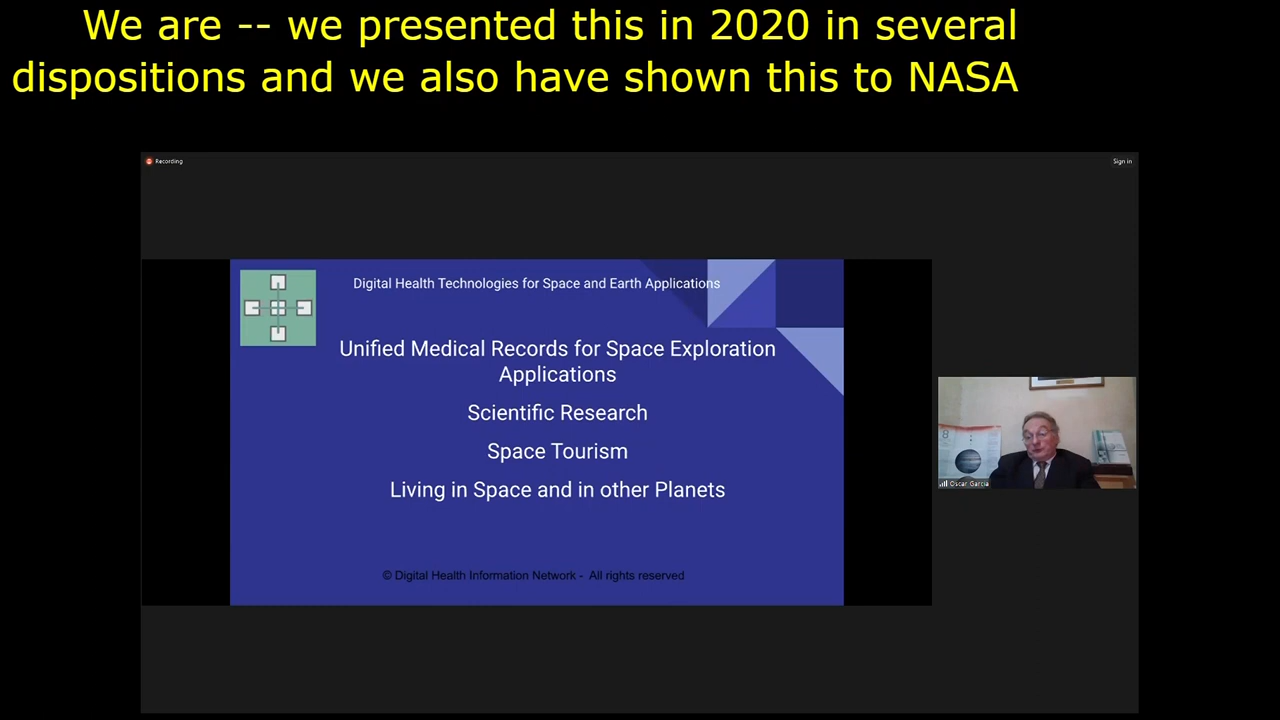 We are -- we presented this in 2020 in several
dispositions and we also have shown this to NASA
Recording
Sign in
Digital Health Technologies for Space and Earth Applications
Unified Medical Records for Space Exploration
Applications
Scientific Research
Space Tourism
Living in Space and in other Planets
© Digital Health Information Network - All rights reserved
8
Oscar Garcia